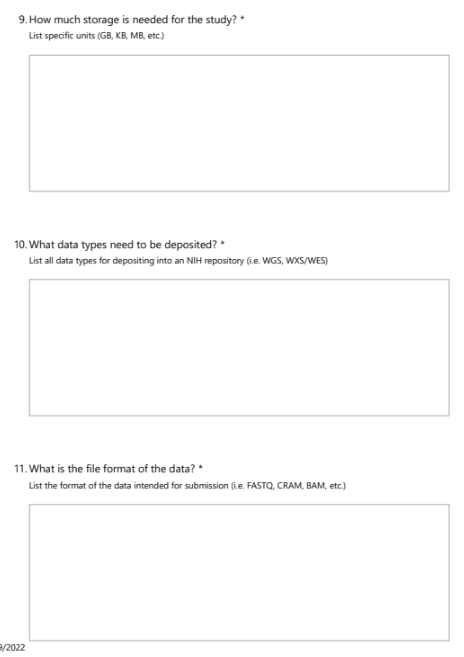 9. How much storage is needed for the study? *
List specific units (GB, KB, MB, etc.)
10. What data types need to be deposited? *
List all data types for depositing into an NIH repository (i.e. WGS, WXS/WES)
11. What is the file format of the data? *
List the format of the data intended for submission (i.e. FASTQ, CRAM, BAM, etc.)
/2022